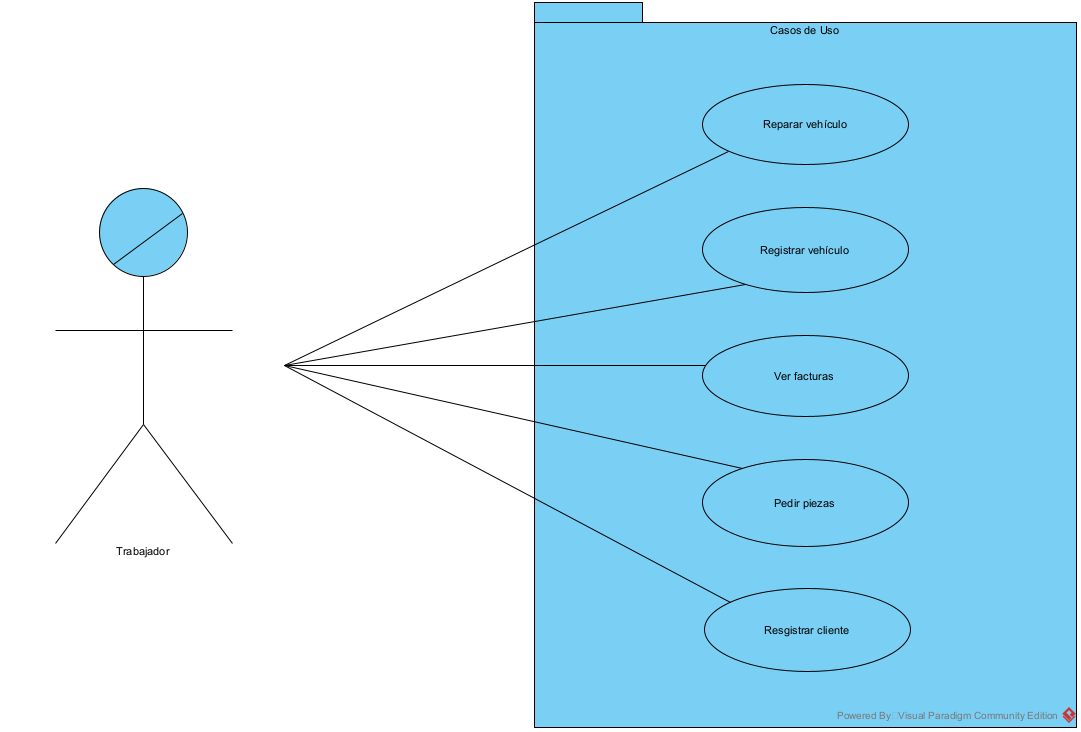 Casos de Uso
Reparar vehículo
Registrar vehículo
Ver facturas
Pedir piezas
Trabajador
Resgistrar cliente
Powered By Visual Paradigm Community Edition